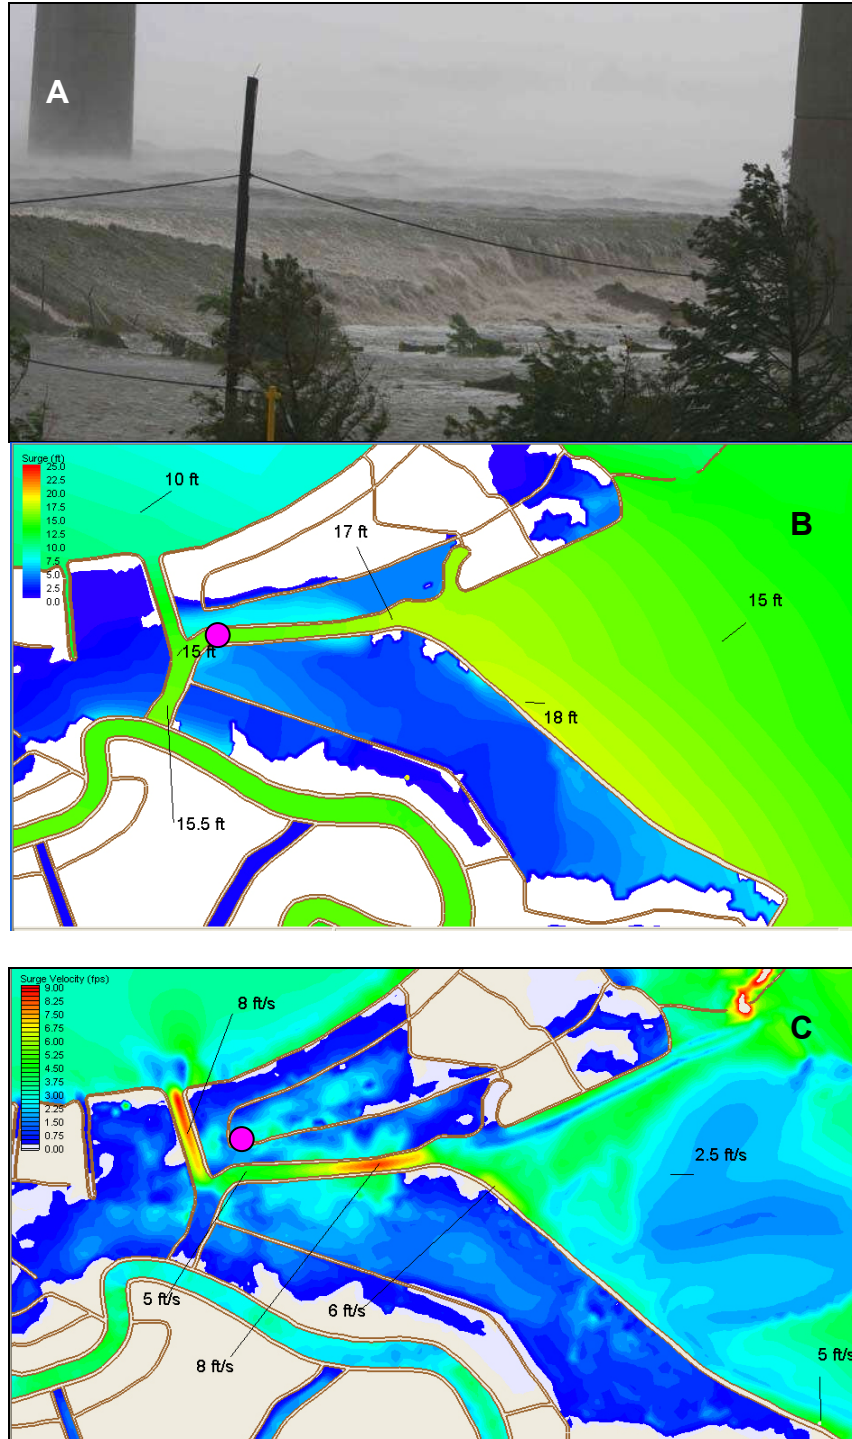 A
Surge (ft)
25.0
22.5
20.0
17.5
15.0
12.5
10.0
7.5
5.0
2.5
0.0
10 ft
17 ft
B
15 ft
15 ft
18 ft
15.5 ft
Surge Velocity (fps)
9.00
8.25
7.50
6.75
6.00
5.25
4.50
3.75
3.00
2.25
1.50
0.75
0.00
8 ft/s
C
2.5 ft/s
5 ft/s
6 ft/s
8 ft/s
5 ft/s